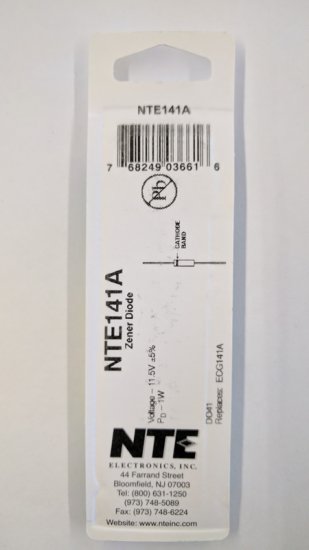 NTE141A
7 68249 03661 6
Pb
CATHODE
BAND
NTE141A
Zener Diode
Voltage – 11.5V ±5%
PD – 1W
DO41
Replaces: ECG141A
NTE
ELECTRONICS, INC.
44 Farrand Street
Bloomfield, NJ 07003
Tel: (800) 631-1250
(973) 748-5089
Fax: (973) 748-6224
Website: www.nteinc.com